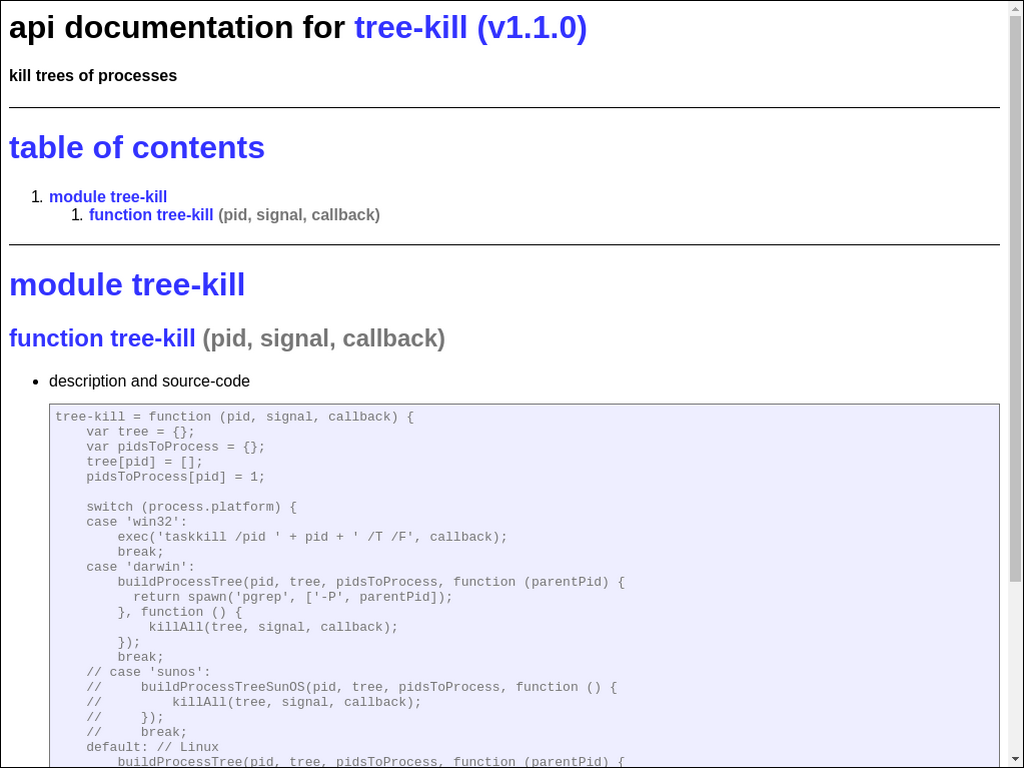 api documentation for tree-kill (v1.1.0)
kill trees of processes
table of contents
1. module tree-kill
1. function tree-kill (pid, signal, callback)
module tree-kill
function tree-kill (pid, signal, callback)
• description and source-code
tree-kill = function (pid, signal, callback) {
    var tree = {};
    var pidsToProcess = {};
    tree[pid] = [];
    pidsToProcess[pid] = 1;

    switch (process.platform) {
    case 'win32':
        exec('taskkill /pid ' + pid + ' /T /F', callback);
        break;
    case 'darwin':
        buildProcessTree(pid, tree, pidsToProcess, function (parentPid) {
          return spawn('pgrep', ['-P', parentPid]);
        }, function () {
            killAll(tree, signal, callback);
        });
        break;
    // case 'sunos':
    //     buildProcessTreeSunOS(pid, tree, pidsToProcess, function () {
    //         killAll(tree, signal, callback);
    //     });
    //     break;
    default: // Linux
        buildProcessTree(pid, tree, pidsToProcess, function (parentPid) {